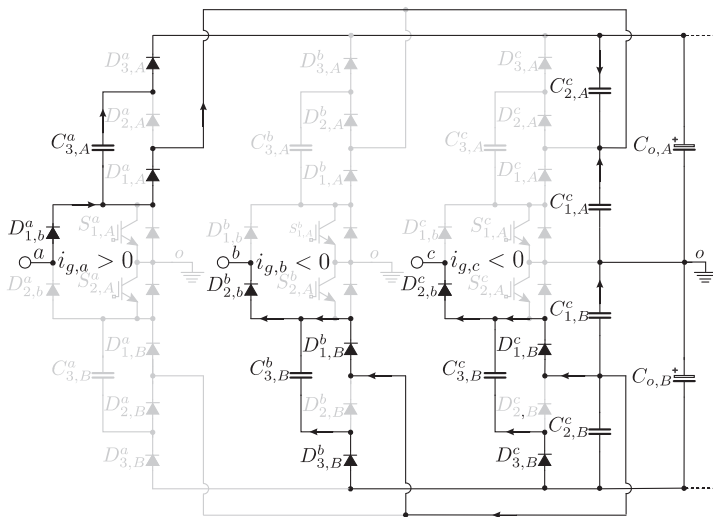 D^a_{3,A} D^b_{3,A} D^c_{3,A}
C^c_{2,A}
D^a_{2,A} D^b_{2,A} D^c_{2,A}
C^a_{3,A} C^b_{3,A} C^c_{3,A} C_{o,A}
D^a_{1,A} D^b_{1,A} D^c_{1,A}
C^c_{1,A}
D^a_{1,b} S^a_{1,A} D^b_{1,b} S^b_{1,A} D^c_{1,b} S^c_{1,A}
a i_{g,a} > 0 o b i_{g,b} < 0 o c i_{g,c} < 0 o
D^a_{2,b} S^a_{2,A} D^b_{2,b} S^b_{2,A} D^c_{2,b} S^c_{2,A}
C^c_{1,B}
D^a_{1,B} D^b_{1,B} D^c_{1,B}
C^a_{3,B} C^b_{3,B} C^c_{3,B} C_{o,B}
D^a_{2,B} D^b_{2,B} D^c_{2,B}
C^c_{2,B}
D^a_{3,B} D^b_{3,B} D^c_{3,B}